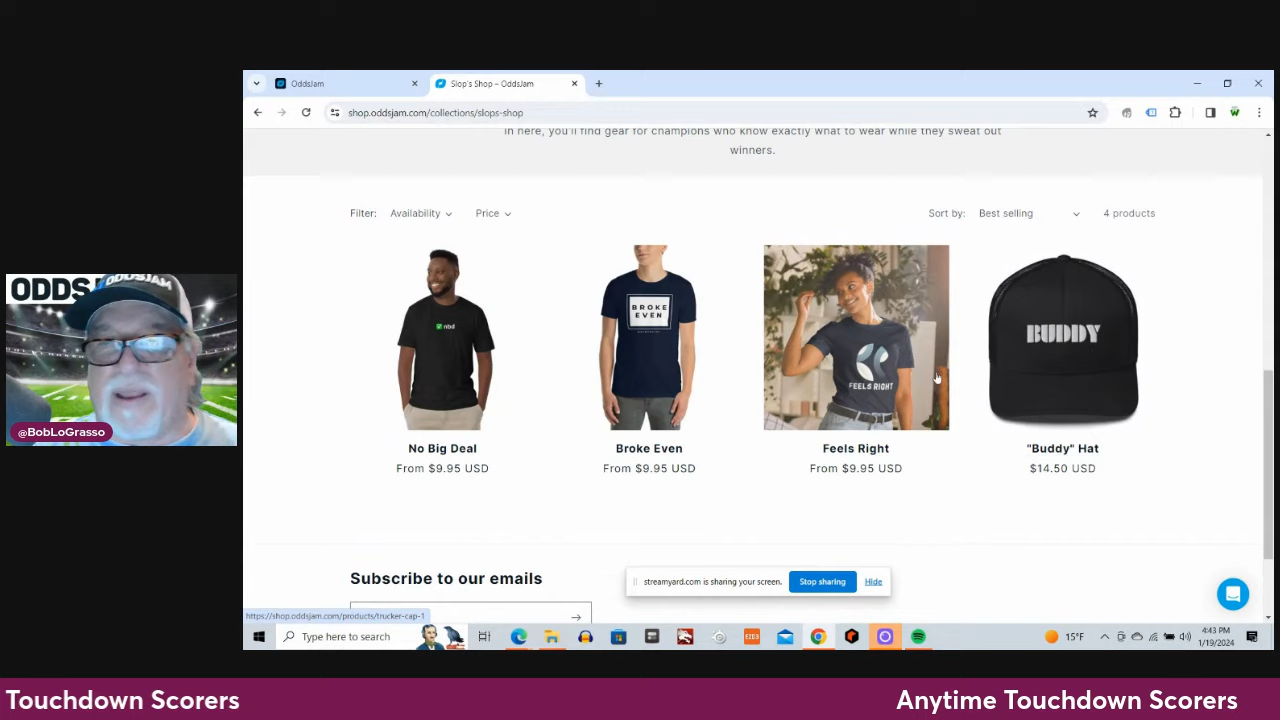 OddsJam
Slop's Shop – OddsJam
shop.oddsjam.com/collections/slops-shop
In here, you'll find gear for champions who know exactly what to wear while they sweat out
winners.
Filter:
Availability
Price
Sort by:
Best selling
4 products
nbd
BROKE
EVEN
FEELS RIGHT
BUDDY
No Big Deal
Broke Even
Feels Right
"Buddy" Hat
From $9.95 USD
From $9.95 USD
From $9.95 USD
$14.50 USD
ODDSJAM
@BobLoGrasso
Subscribe to our emails
streamyard.com is sharing your screen.
Stop sharing
Hide
https://shop.oddsjam.com/products/trucker-cap-1
Type here to search
15°F
4:43 PM
1/19/2024
Touchdown Scorers
Anytime Touchdown Scorers